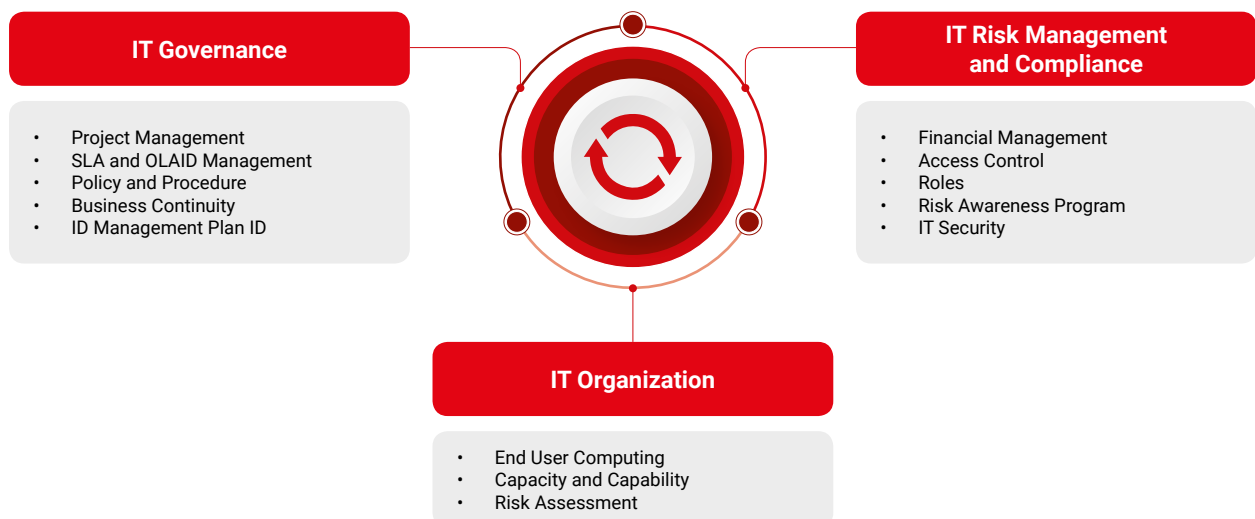 IT Governance
• Project Management
• SLA and OLAID Management
• Policy and Procedure
• Business Continuity
• ID Management Plan ID
IT Risk Management
and Compliance
• Financial Management
• Access Control
• Roles
• Risk Awareness Program
• IT Security
IT Organization
• End User Computing
• Capacity and Capability
• Risk Assessment